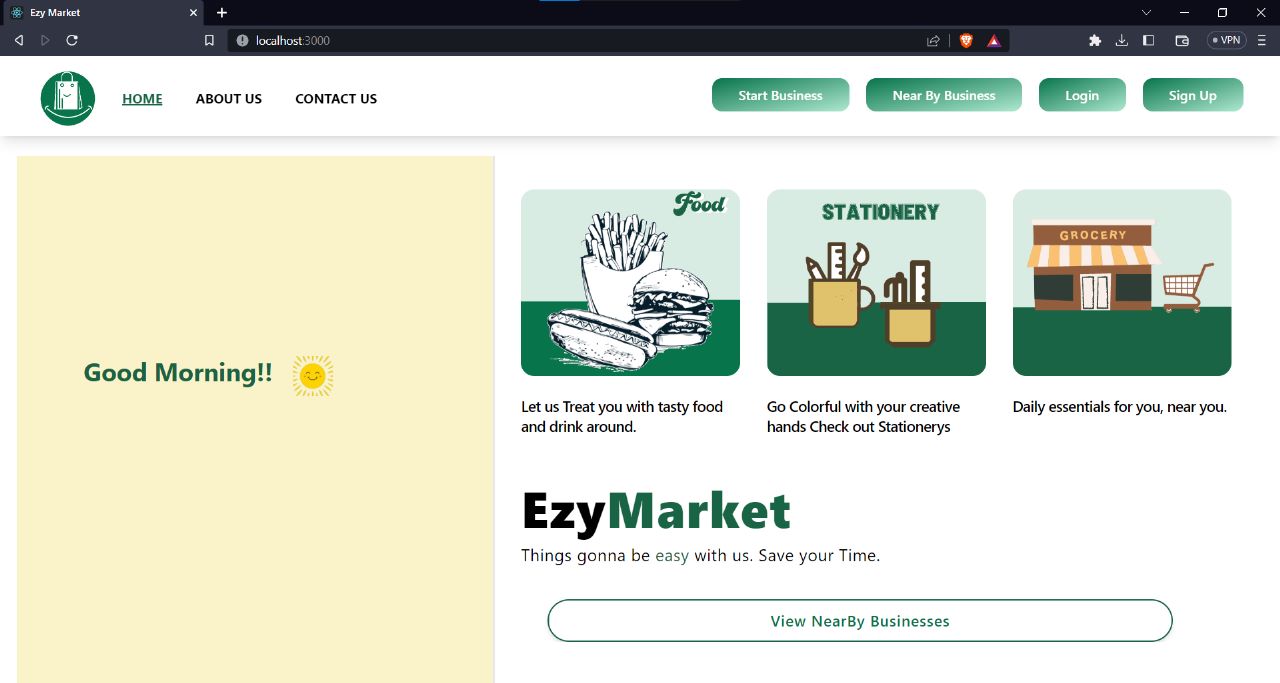 Ezy Market
localhost:3000
VPN
HOME ABOUT US CONTACT US
Start Business Near By Business Login Sign Up
Good Morning!!
Food
STATIONERY
GROCERY
Let us Treat you with tasty food
and drink around.
Go Colorful with your creative
hands Check out Stationerys
Daily essentials for you, near you.
EzyMarket
Things gonna be easy with us. Save your Time.
View NearBy Businesses